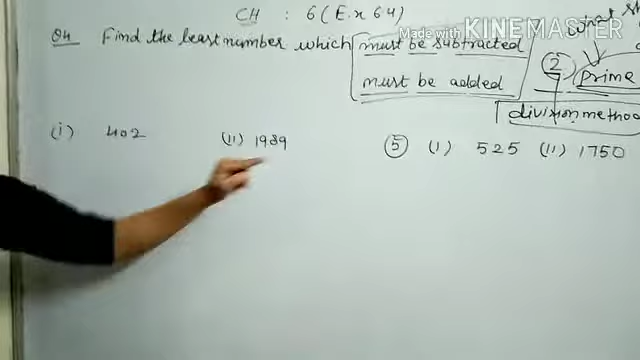 CH : 6 (Ex 6.4)
Made with KINEMASTER
Q4 Find the least number which must be subtracted
must be added
2 prime
division method
(i) 402 (ii) 1989 5 (i) 525 (ii) 1750